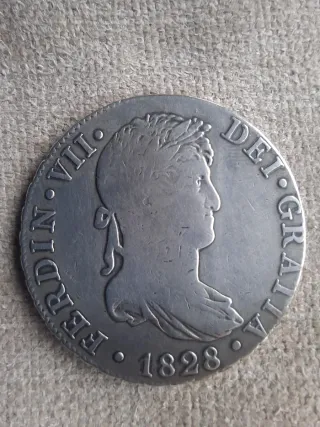 FERDIN · VII · DEI · GRATIA ·
· 1828 ·